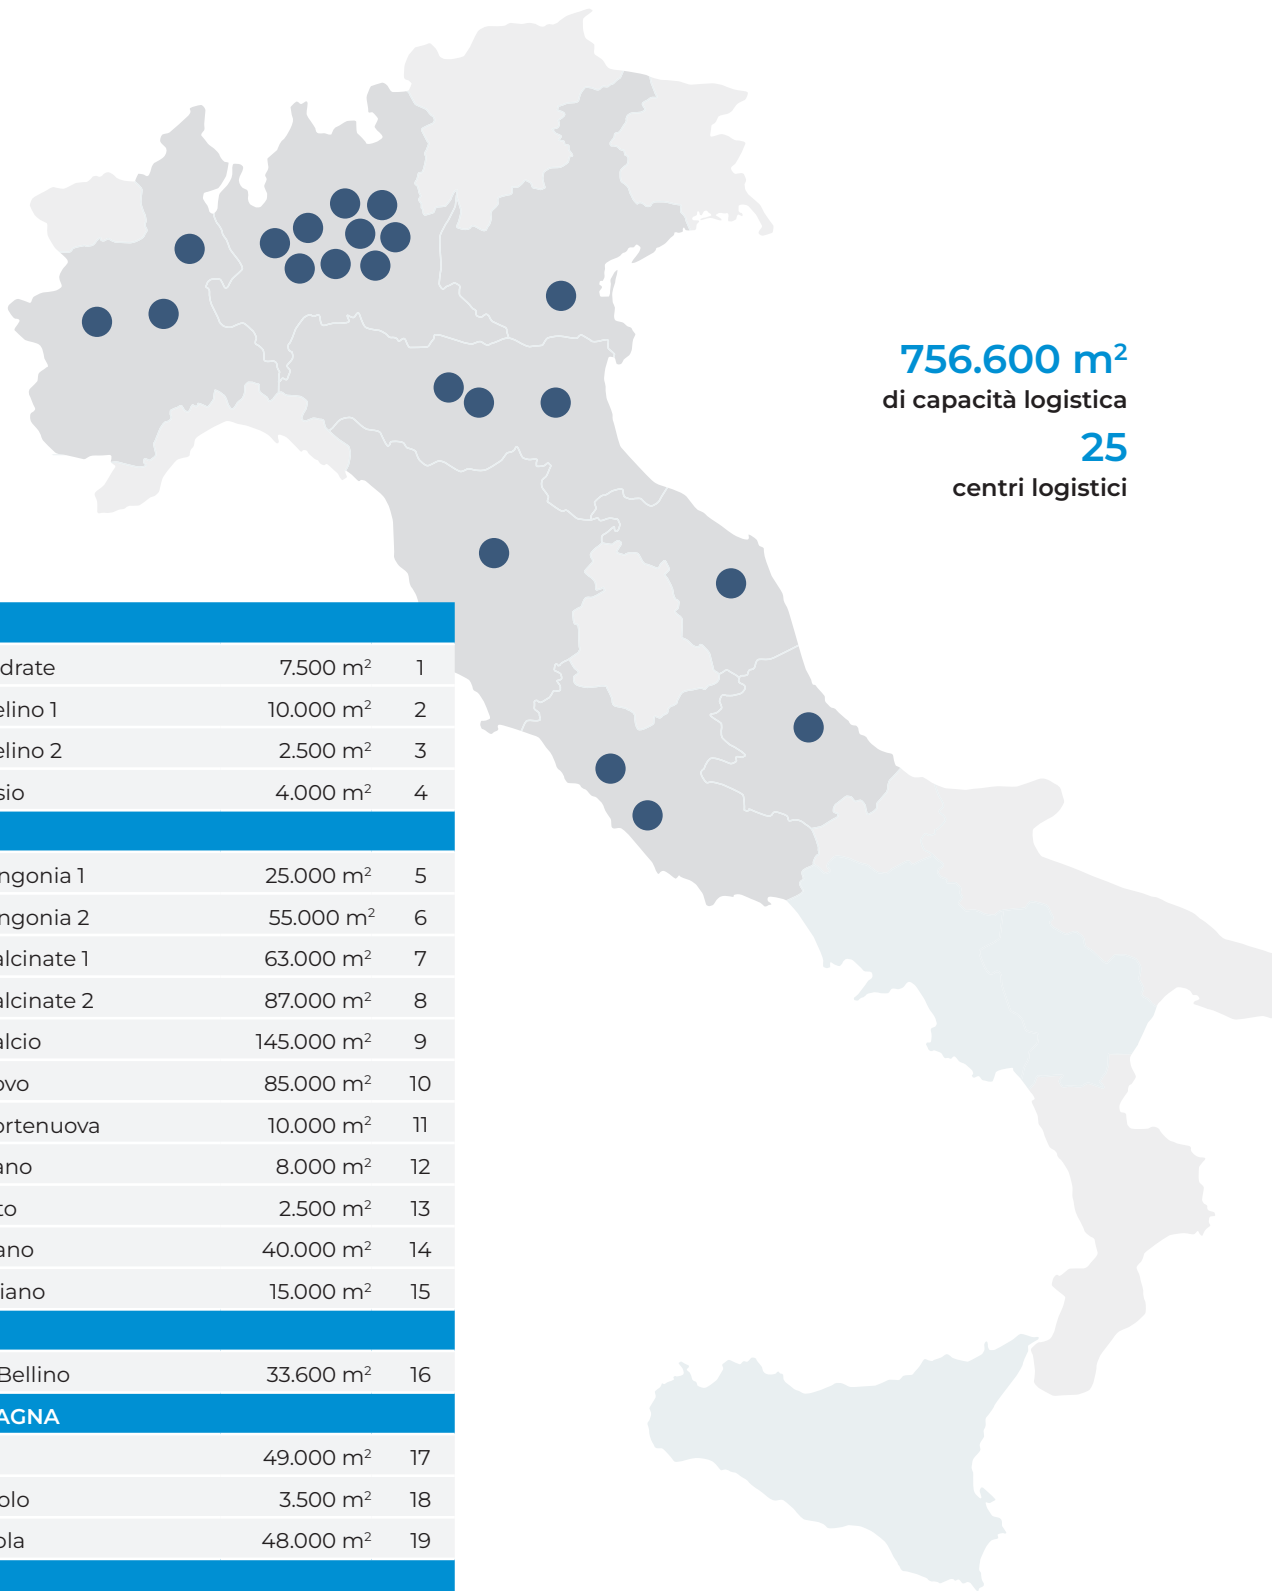 756.600 m²
di capacità logistica
25
centri logistici
drate 7.500 m² 1
elino 1 10.000 m² 2
elino 2 2.500 m² 3
sio 4.000 m² 4
ngonia 1 25.000 m² 5
ngonia 2 55.000 m² 6
alcinate 1 63.000 m² 7
alcinate 2 87.000 m² 8
alcio 145.000 m² 9
ovo 85.000 m² 10
ortenuova 10.000 m² 11
ano 8.000 m² 12
to 2.500 m² 13
ano 40.000 m² 14
iano 15.000 m² 15
Bellino 33.600 m² 16
AGNA
49.000 m² 17
olo 3.500 m² 18
ola 48.000 m² 19